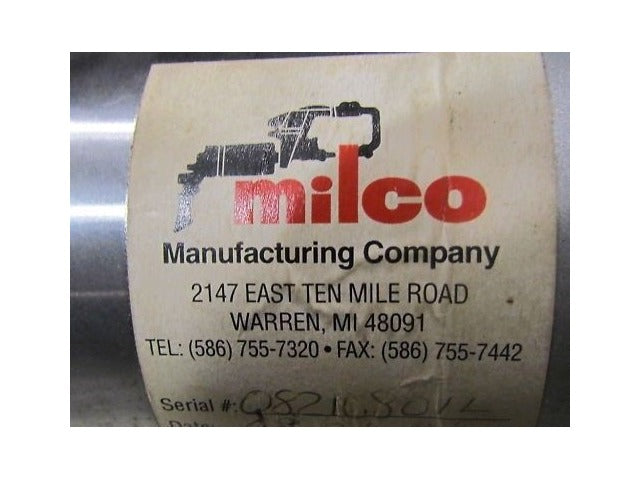 milco
Manufacturing Company
2147 EAST TEN MILE ROAD
WARREN, MI 48091
TEL: (586) 755-7320 • FAX: (586) 755-7442
Serial #: